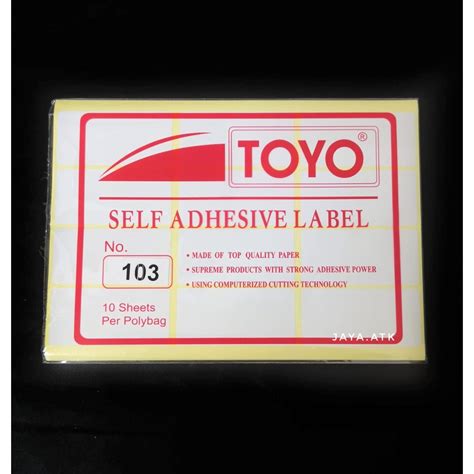 TOYO®
SELF ADHESIVE LABEL
No.
103
• MADE OF TOP QUALITY PAPER
• SUPREME PRODUCTS WITH STRONG ADHESIVE POWER
• USING COMPUTERIZED CUTTING TECHNOLOGY
10 Sheets
Per Polybag
JAYA.ATK